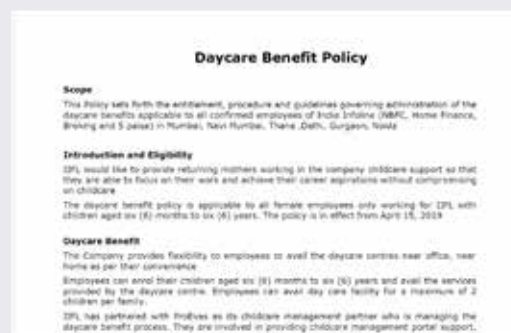 Daycare Benefit Policy
Scope
This Policy sets forth the entitlement, procedure and guidelines governing administration of the
daycare benefits applicable to all confirmed employees of India Infoline (NBFC, Home Finance,
Broking and 5 paisa) in Mumbai, Navi Mumbai, Thane ,Delhi, Gurgaon, Noida
Introduction and Eligibility
IIFL would like to provide returning mothers working in the company childcare support so that
they are able to focus on their work and achieve their career aspirations without compromising
on childcare
The daycare benefit policy is applicable to all female employees only working for IIFL with
children aged six (6) months to six (6) years. The policy is in effect from April 15, 2019
Daycare Benefit
The Company provides flexibility to employees to avail the daycare centres near office, near
home as per their convenience
Employees can enrol their children aged six (6) months to six (6) years and avail the services
provided by the daycare centre. Employees can avail day care facility for a maximum of 2
children per family.
IIFL has partnered with ProEves as its childcare management partner who is managing the
daycare benefit process. They are involved in providing childcare management portal support,